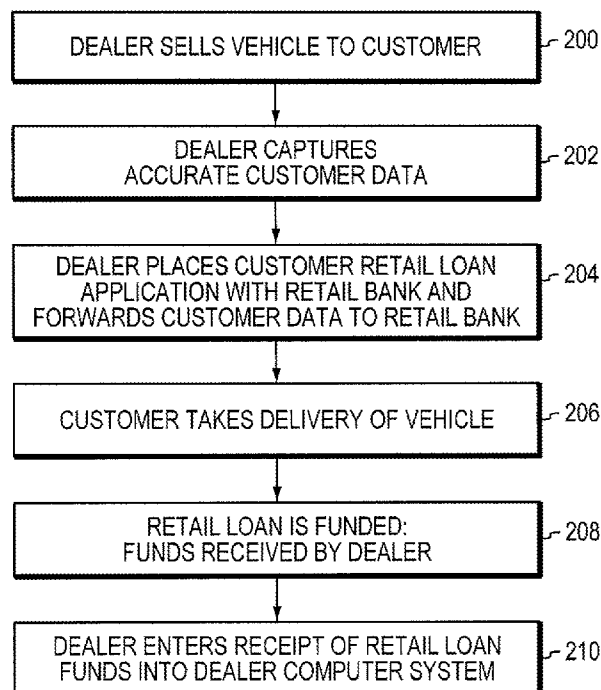 DEALER SELLS VEHICLE TO CUSTOMER
200
DEALER CAPTURES
ACCURATE CUSTOMER DATA
202
DEALER PLACES CUSTOMER RETAIL LOAN
APPLICATION WITH RETAIL BANK AND
FORWARDS CUSTOMER DATA TO RETAIL BANK
204
CUSTOMER TAKES DELIVERY OF VEHICLE
206
RETAIL LOAN IS FUNDED:
FUNDS RECEIVED BY DEALER
208
DEALER ENTERS RECEIPT OF RETAIL LOAN
FUNDS INTO DEALER COMPUTER SYSTEM
210